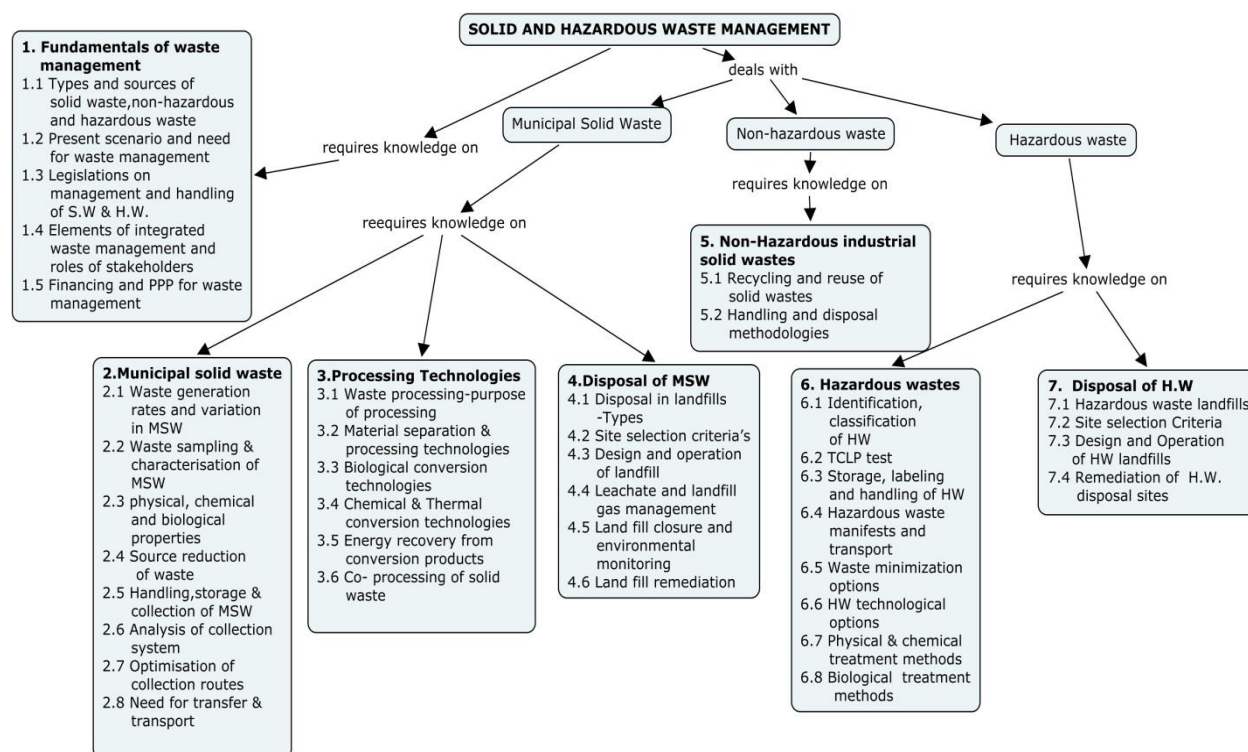 SOLID AND HAZARDOUS WASTE MANAGEMENT
deals with
requires knowledge on
1. Fundamentals of waste
management
1.1 Types and sources of
solid waste,non-hazardous
and hazardous waste
1.2 Present scenario and need
for waste management
1.3 Legislations on
management and handling
of S.W & H.W.
1.4 Elements of integrated
waste management and
roles of stakeholders
1.5 Financing and PPP for waste
management
Municipal Solid Waste
Non-hazardous waste
Hazardous waste
reequires knowledge on
requires knowledge on
requires knowledge on
2.Municipal solid waste
2.1 Waste generation
rates and variation
in MSW
2.2 Waste sampling &
characterisation of
MSW
2.3 physical, chemical
and biological
properties
2.4 Source reduction
of waste
2.5 Handling,storage &
collection of MSW
2.6 Analysis of collection
system
2.7 Optimisation of
collection routes
2.8 Need for transfer &
transport
3.Processing Technologies
3.1 Waste processing-purpose
of processing
3.2 Material separation &
processing technologies
3.3 Biological conversion
technologies
3.4 Chemical & Thermal
conversion technologies
3.5 Energy recovery from
conversion products
3.6 Co- processing of solid
waste
4.Disposal of MSW
4.1 Disposal in landfills
-Types
4.2 Site selection criteria's
4.3 Design and operation
of landfill
4.4 Leachate and landfill
gas management
4.5 Land fill closure and
environmental
monitoring
4.6 Land fill remediation
5. Non-Hazardous industrial
solid wastes
5.1 Recycling and reuse of
solid wastes
5.2 Handling and disposal
methodologies
6. Hazardous wastes
6.1 Identification,
classification
of HW
6.2 TCLP test
6.3 Storage, labeling
and handling of HW
6.4 Hazardous waste
manifests and
transport
6.5 Waste minimization
options
6.6 HW technological
options
6.7 Physical & chemical
treatment methods
6.8 Biological treatment
methods
7. Disposal of H.W
7.1 Hazardous waste landfills
7.2 Site selection Criteria
7.3 Design and Operation
of HW landfills
7.4 Remediation of H.W.
disposal sites